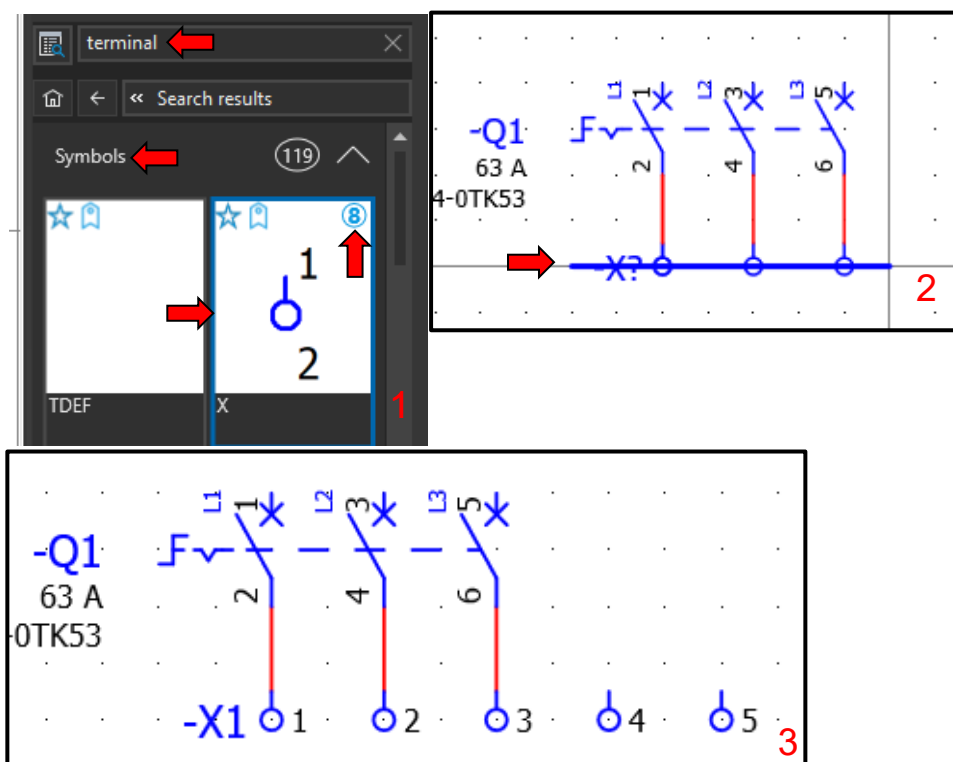 terminal
« Search results
Symbols 119
8
1
2
TDEF X
1
L1 1 L2 3 L3 5
-Q1
63 A 2 4 6
4-0TK53
-X?
2
L1 1 L2 3 L3 5
-Q1
63 A 2 4 6
-0TK53
-X1 1 2 3 4 5
3